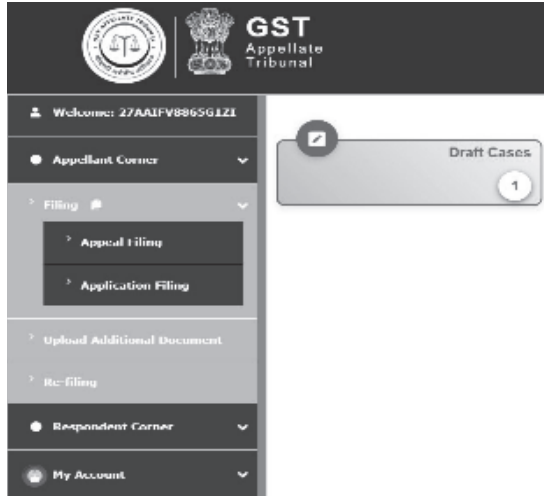 GST
Appellate
Tribunal
Welcome: 27AAIFV8865G1ZI
Appellant Corner
Filing
Appeal Filing
Application Filing
Upload Additional Document
Re-filing
Respondent Corner
My Account
Draft Cases
1